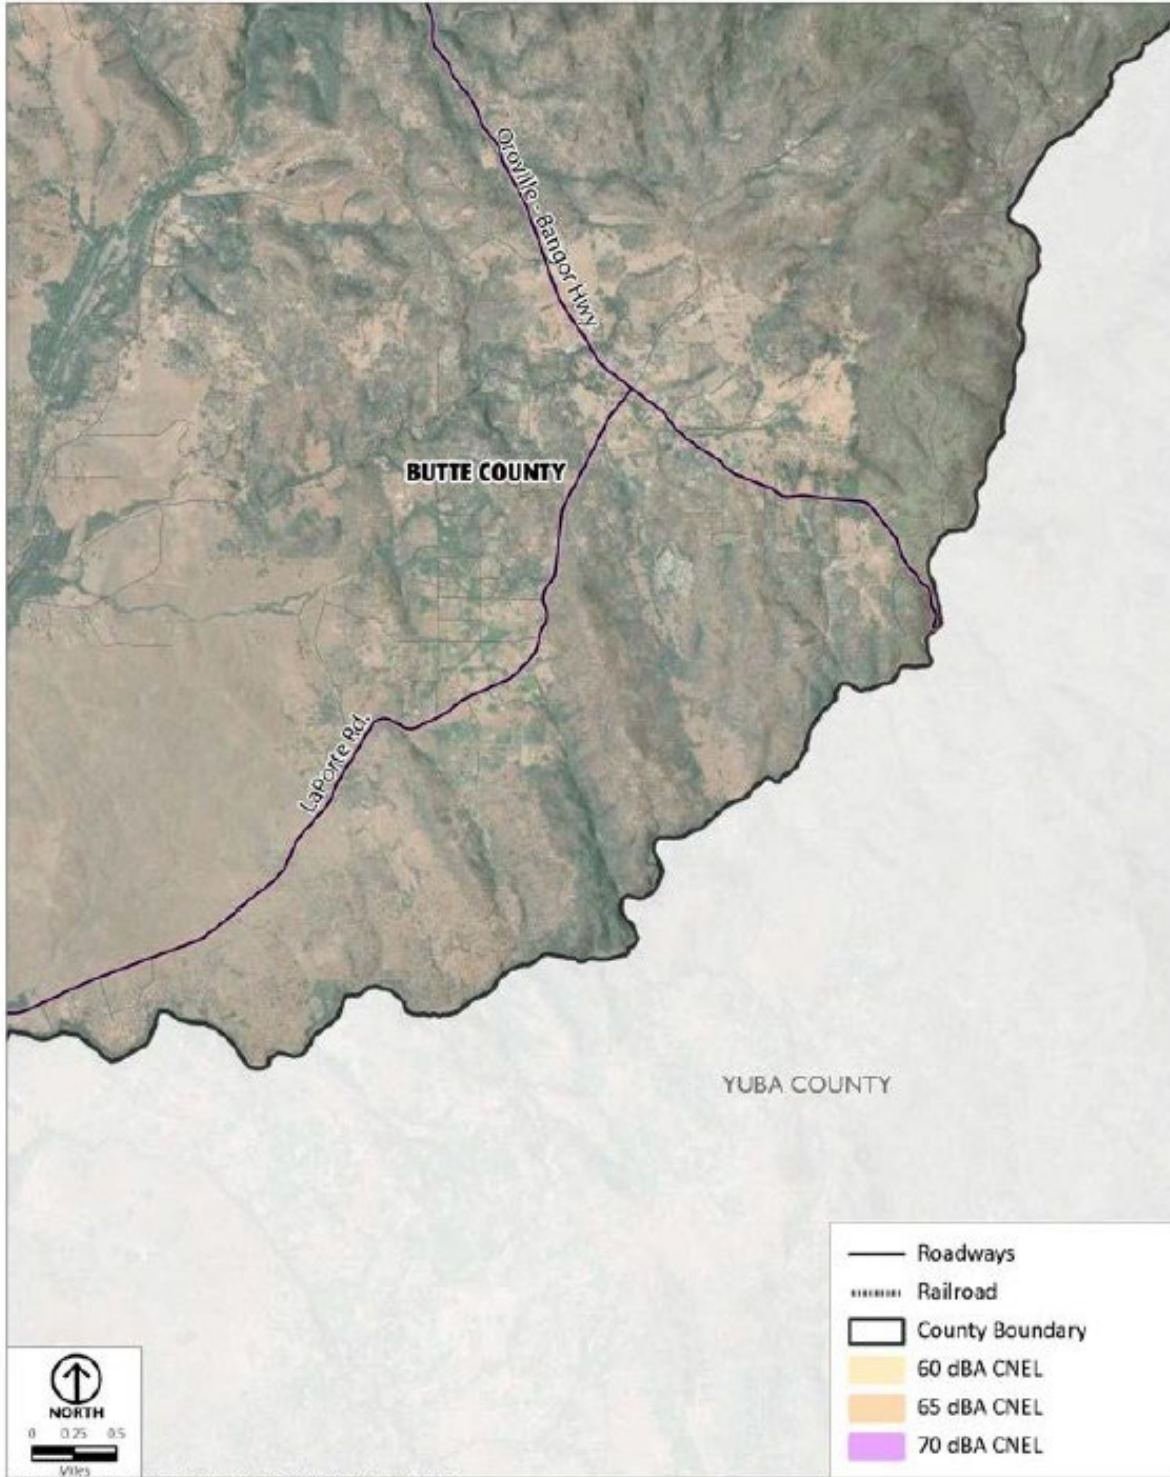 Oroville - Bangor Hwy
BUTTE COUNTY
LaPorte Rd.
YUBA COUNTY
Roadways
Railroad
County Boundary
60 dBA CNEL
65 dBA CNEL
70 dBA CNEL
NORTH
0 0.25 0.5
Miles